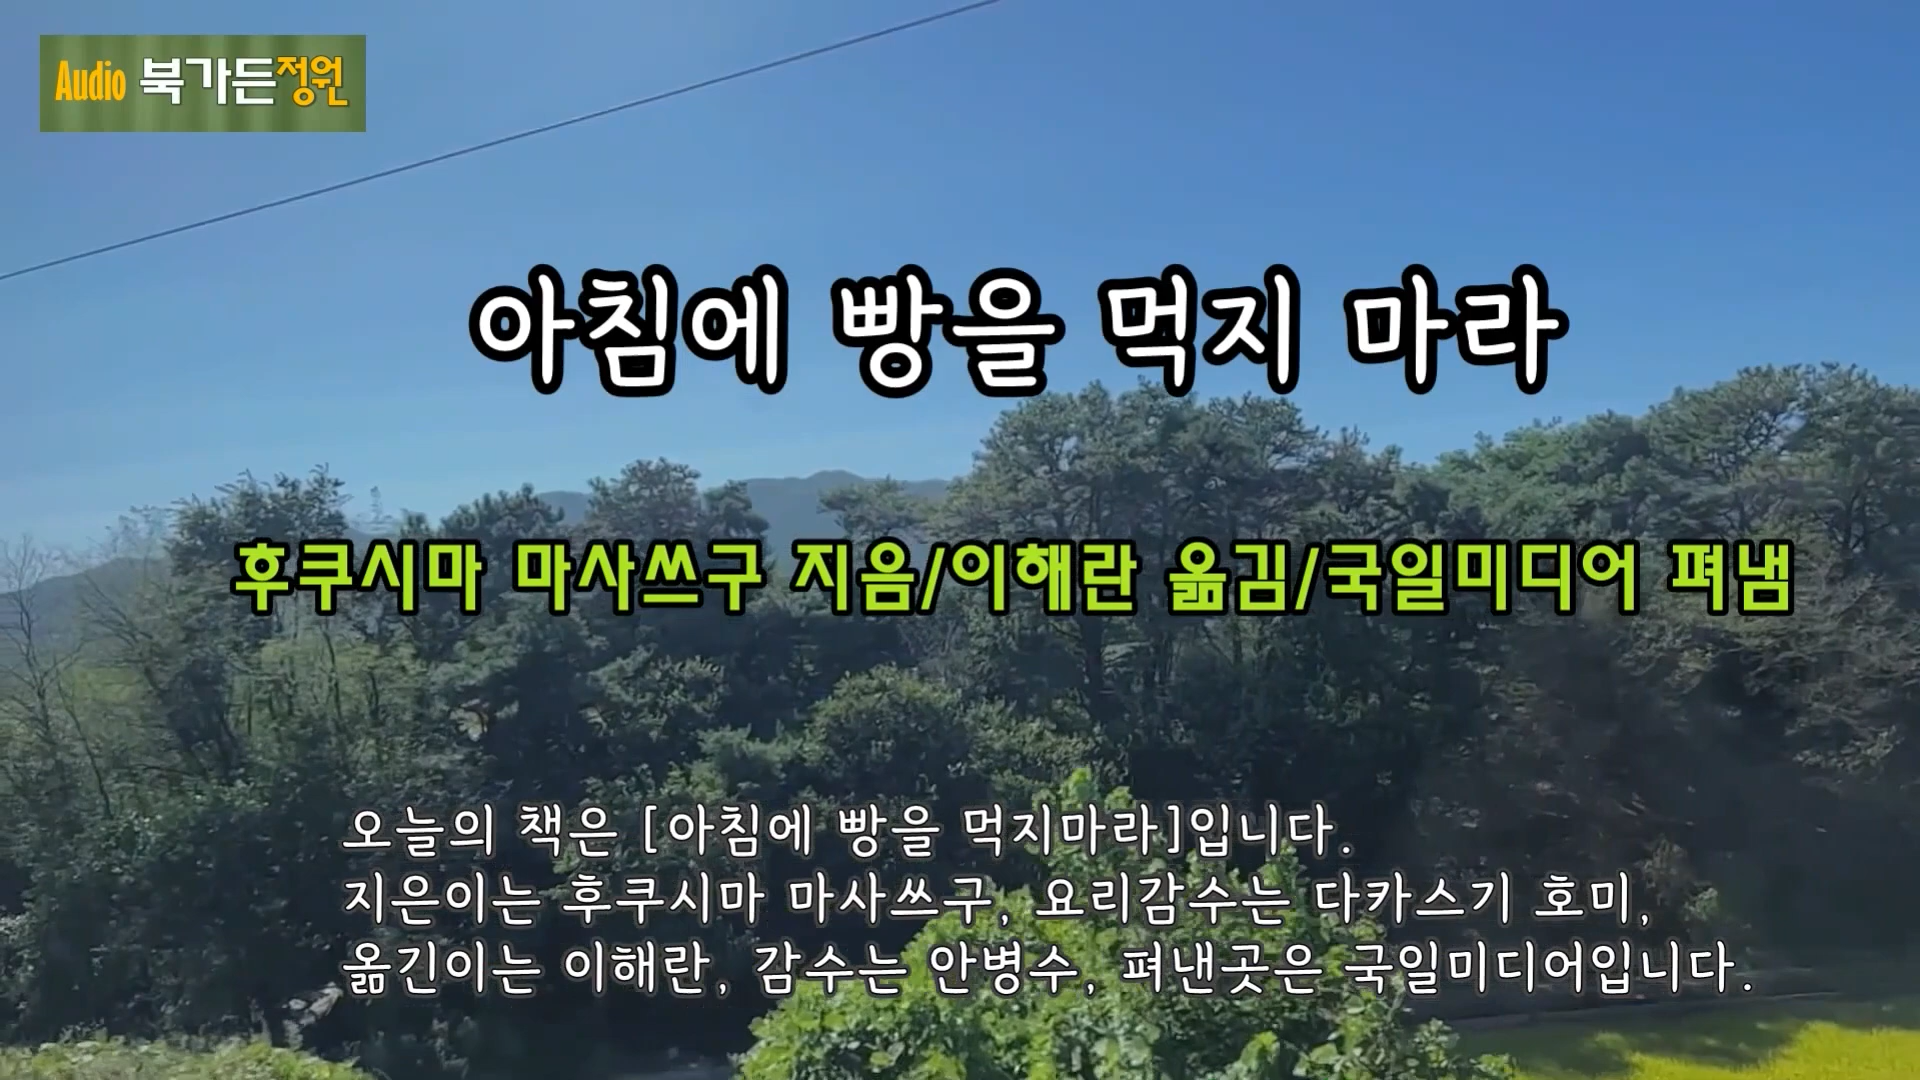 Audio 북가든정원
아침에 빵을 먹지 마라
후쿠시마 마사쓰구 지음/이해란 옮김/국일미디어 펴냄
오늘의 책은 [아침에 빵을 먹지마라]입니다.
지은이는 후쿠시마 마사쓰구, 요리감수는 다카스기 호미,
옮긴이는 이해란, 감수는 안병수, 펴낸곳은 국일미디어입니다.